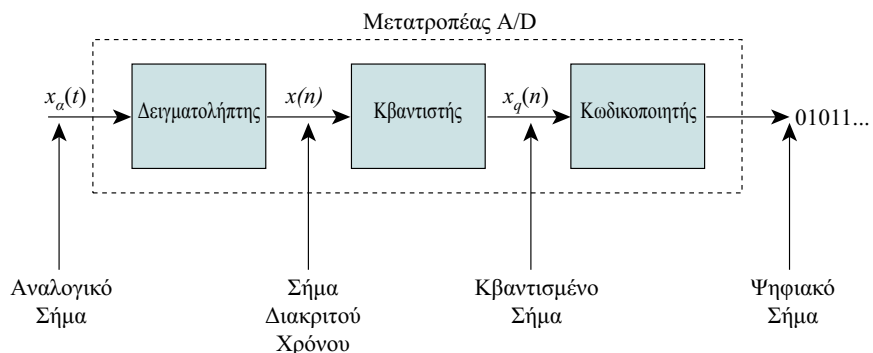 Μετατροπέας A/D
x_α(t)
Δειγματολήπτης
x(n)
Κβαντιστής
x_q(n)
Κωδικοποιητής
01011...
Αναλογικό
Σήμα
Σήμα
Διακριτού
Χρόνου
Κβαντισμένο
Σήμα
Ψηφιακό
Σήμα